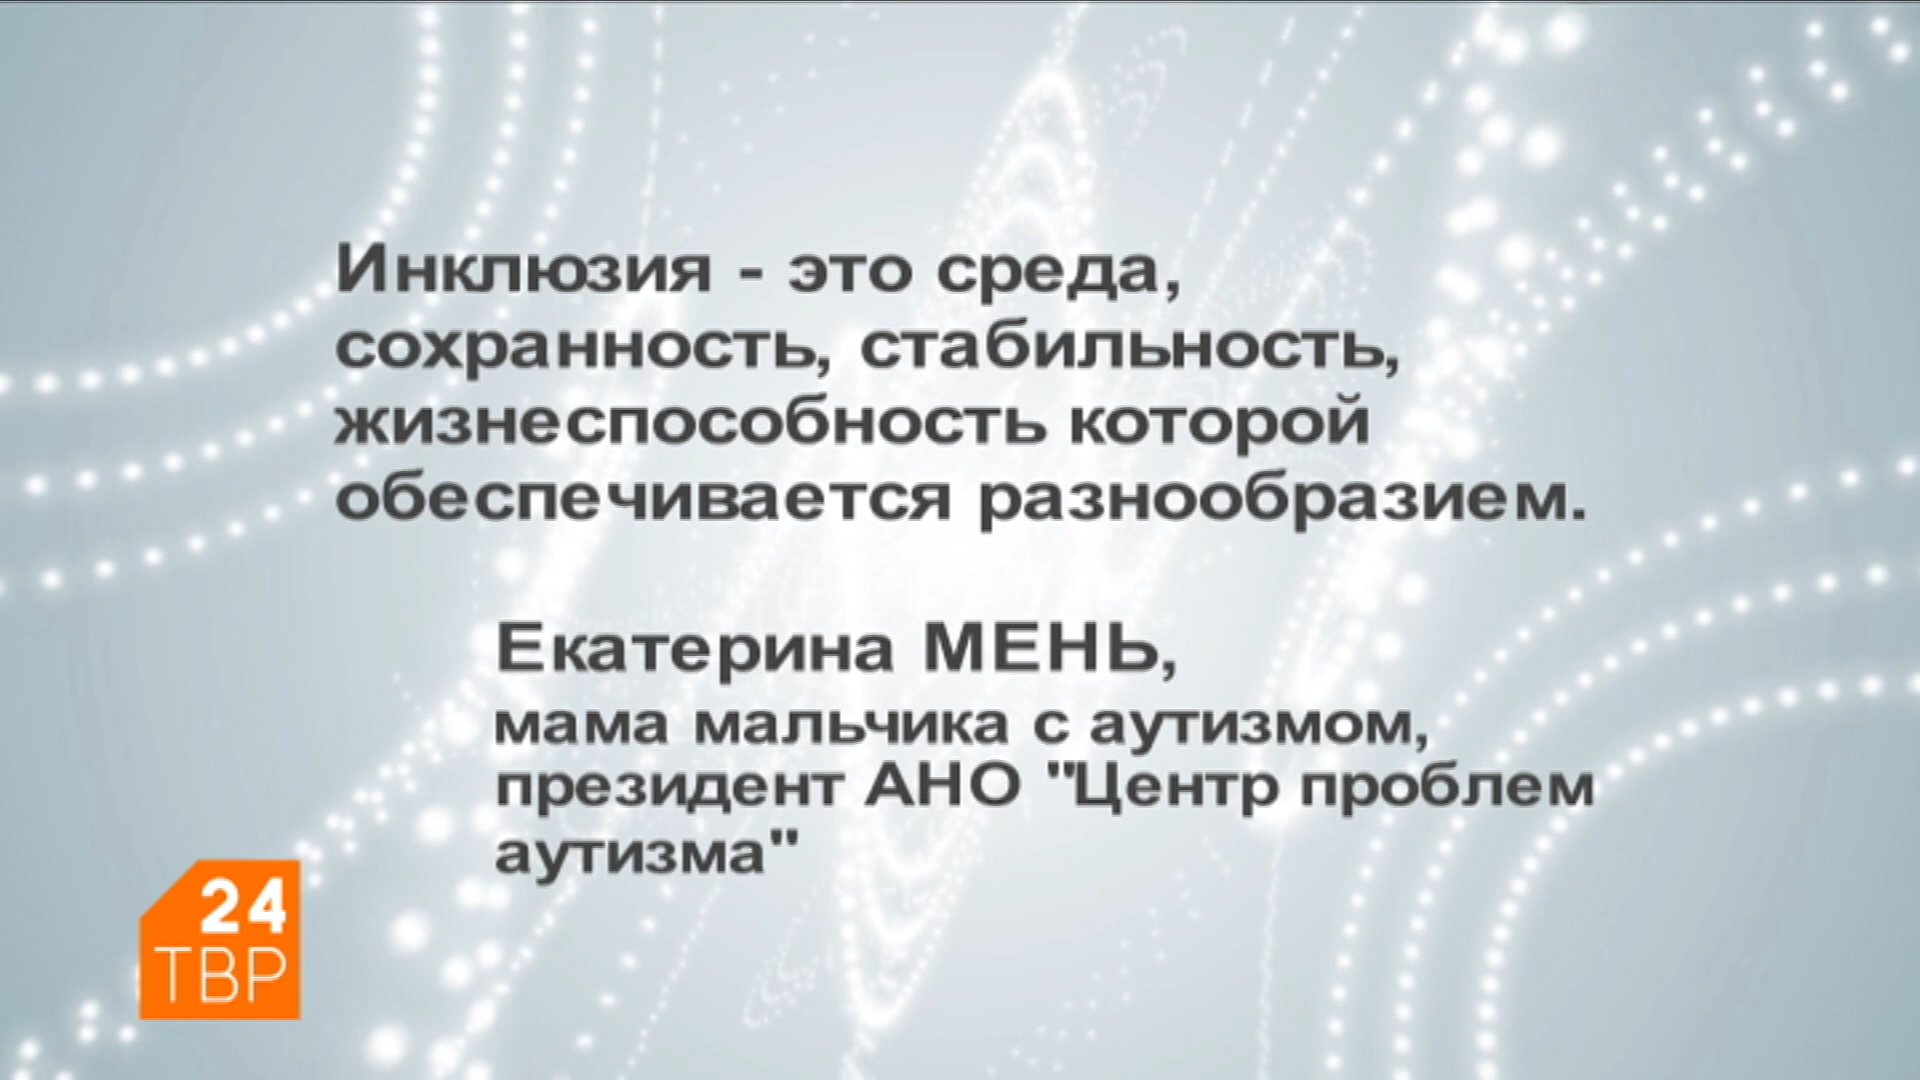 Инклюзия - это среда,
сохранность, стабильность,
жизнеспособность которой
обеспечивается разнообразием.
Екатерина МЕНЬ,
мама мальчика с аутизмом,
президент АНО "Центр проблем
аутизма"
24
ТВР